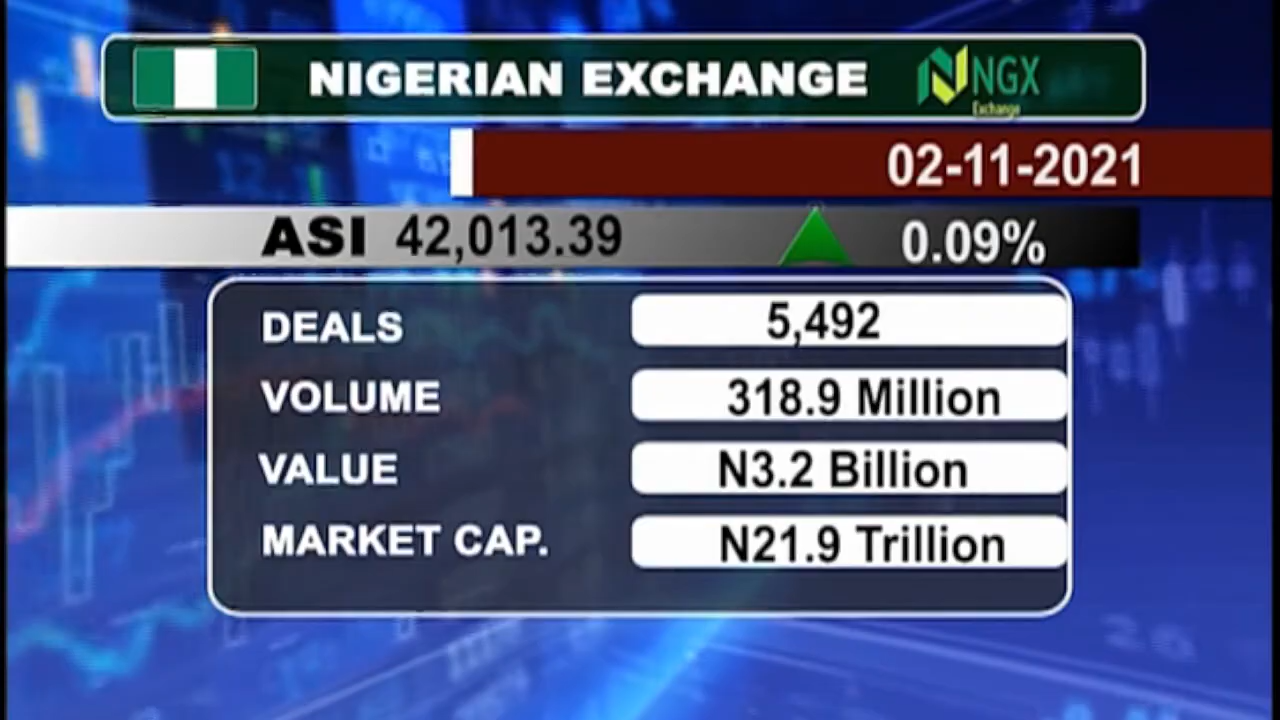 NIGERIAN EXCHANGE
NGX
Exchange
02-11-2021
ASI 42,013.39 0.09%
DEALS 5,492
VOLUME 318.9 Million
VALUE N3.2 Billion
MARKET CAP. N21.9 Trillion